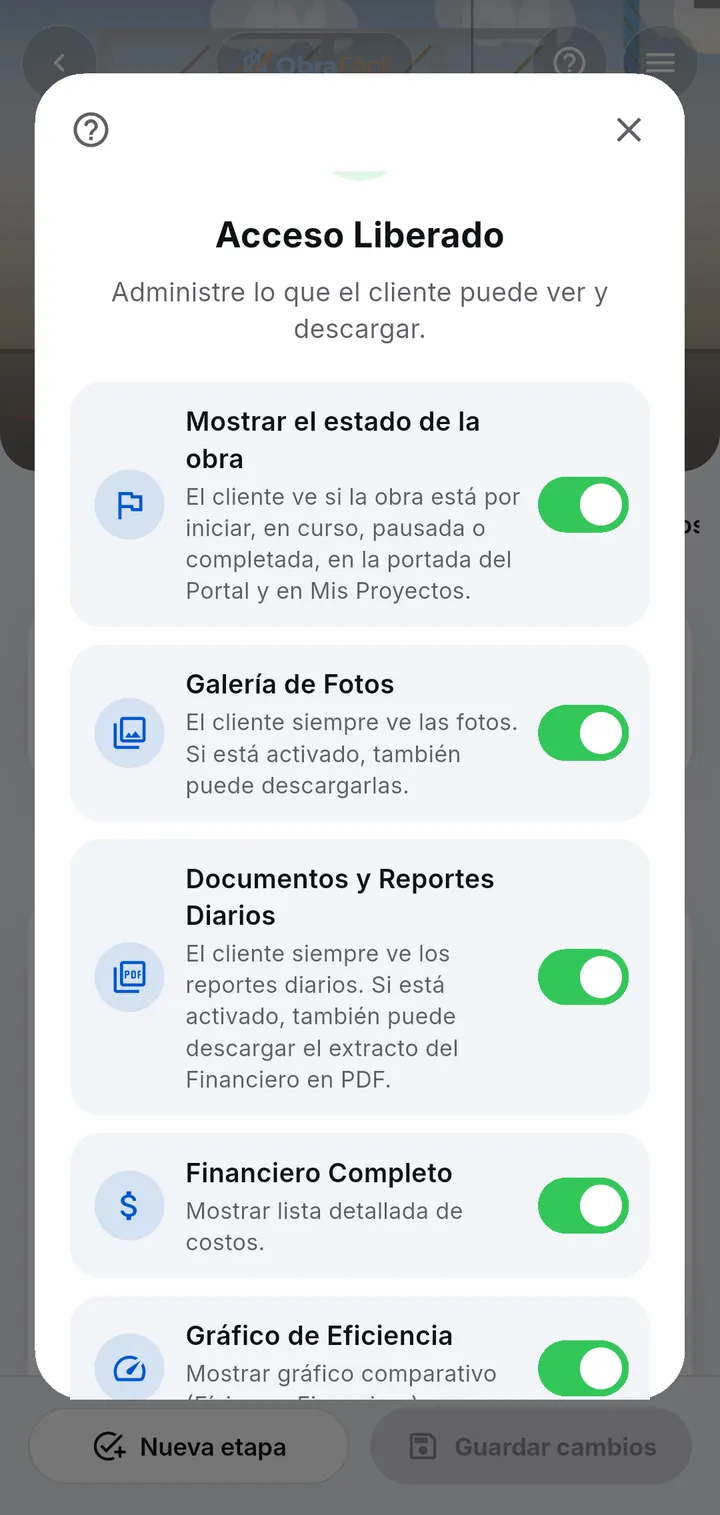 ObraFácil
Acceso Liberado
Administre lo que el cliente puede ver y
descargar.
Mostrar el estado de la
obra
El cliente ve si la obra está por
iniciar, en curso, pausada o
completada, en la portada del
Portal y en Mis Proyectos.
Galería de Fotos
El cliente siempre ve las fotos.
Si está activado, también
puede descargarlas.
Documentos y Reportes
Diarios
PDF
El cliente siempre ve los
reportes diarios. Si está
activado, también puede
descargar el extracto del
Financiero en PDF.
Financiero Completo
Mostrar lista detallada de
costos.
Gráfico de Eficiencia
Mostrar gráfico comparativo
Nueva etapa
Guardar cambios